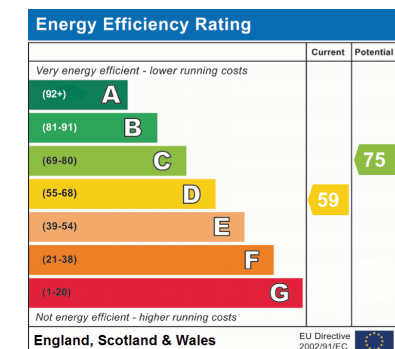 Energy Efficiency Rating
Current Potential
Very energy efficient - lower running costs
(92+) A
(81-91) B
(69-80) C 75
(55-68) D 59
(39-54) E
(21-38) F
(1-20) G
Not energy efficient - higher running costs
England, Scotland & Wales
EU Directive
2002/91/EC